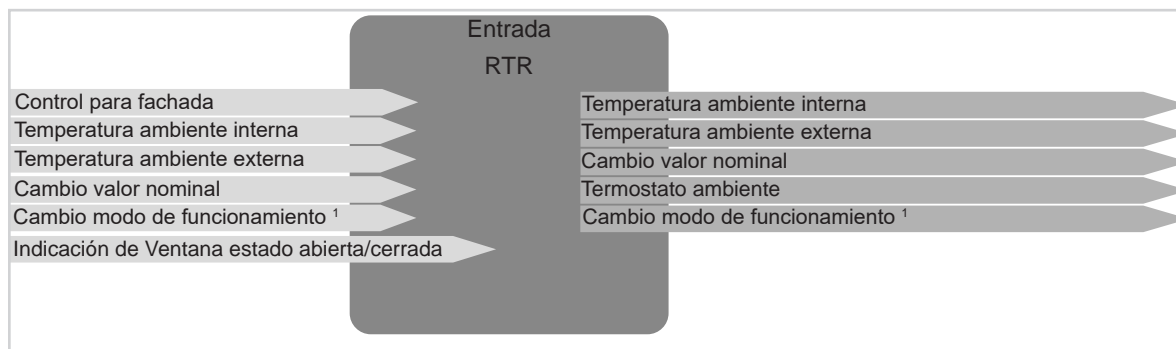 Entrada
RTR
Control para fachada
Temperatura ambiente interna
Temperatura ambiente externa
Cambio valor nominal
Cambio modo de funcionamiento ¹
Indicación de Ventana estado abierta/cerrada
Temperatura ambiente interna
Temperatura ambiente externa
Cambio valor nominal
Termostato ambiente
Cambio modo de funcionamiento ¹